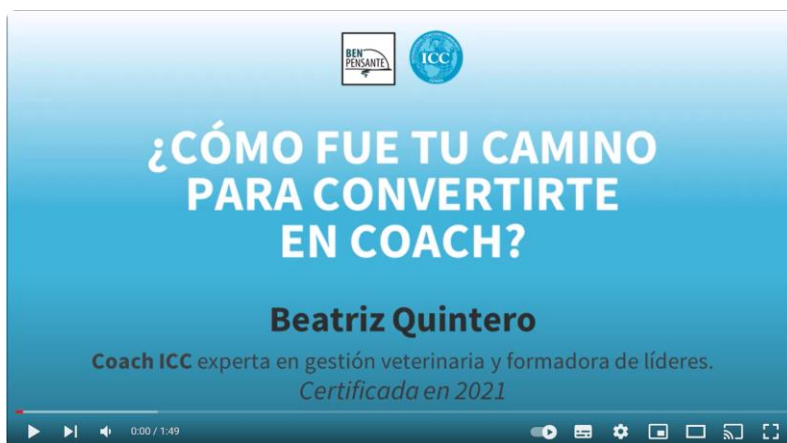 BEN
PENSANTE
ICC
¿CÓMO FUE TU CAMINO
PARA CONVERTIRTE
EN COACH?
Beatriz Quintero
Coach ICC experta en gestión veterinaria y formadora de líderes.
Certificada en 2021
0:00 / 1:49